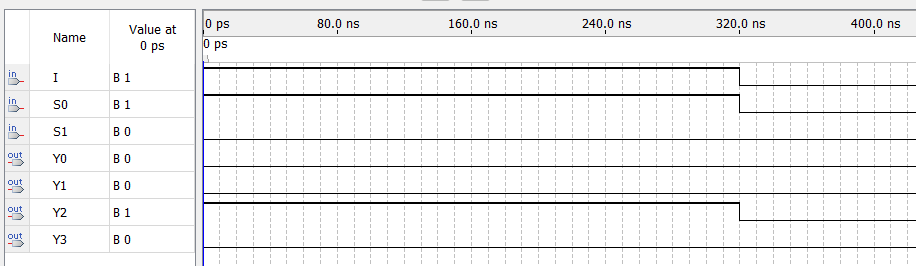 Name Value at 0 ps 0 ps 80.0 ns 160.0 ns 240.0 ns 320.0 ns 400.0 ns
0 ps
in I B 1
in S0 B 1
in S1 B 0
out Y0 B 0
out Y1 B 0
out Y2 B 1
out Y3 B 0